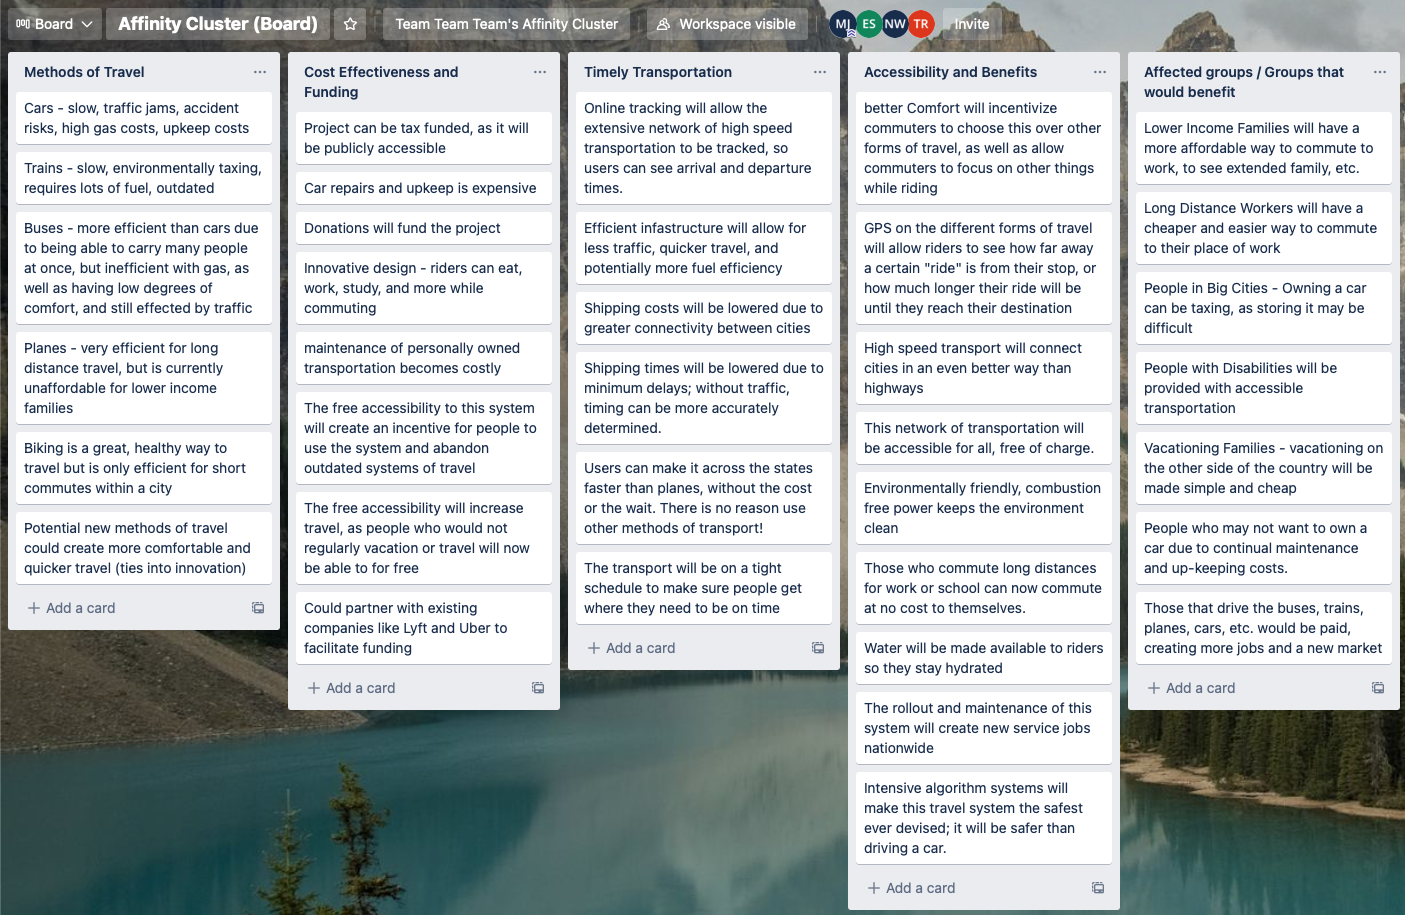 Board
Affinity Cluster (Board)
Team Team Team's Affinity Cluster
Workspace visible
MJ
ES
NW
TR
Invite
Methods of Travel
Cars - slow, traffic jams, accident
risks, high gas costs, upkeep costs
Trains - slow, environmentally taxing,
requires lots of fuel, outdated
Buses - more efficient than cars due
to being able to carry many people
at once, but inefficient with gas, as
well as having low degrees of
comfort, and still effected by traffic
Planes - very efficient for long
distance travel, but is currently
unaffordable for lower income
families
Biking is a great, healthy way to
travel but is only efficient for short
commutes within a city
Potential new methods of travel
could create more comfortable and
quicker travel (ties into innovation)
Add a card
Cost Effectiveness and
Funding
Project can be tax funded, as it will
be publicly accessible
Car repairs and upkeep is expensive
Donations will fund the project
Innovative design - riders can eat,
work, study, and more while
commuting
maintenance of personally owned
transportation becomes costly
The free accessibility to this system
will create an incentive for people to
use the system and abandon
outdated systems of travel
The free accessibility will increase
travel, as people who would not
regularly vacation or travel will now
be able to for free
Could partner with existing
companies like Lyft and Uber to
facilitate funding
Add a card
Timely Transportation
Online tracking will allow the
extensive network of high speed
transportation to be tracked, so
users can see arrival and departure
times.
Efficient infastructure will allow for
less traffic, quicker travel, and
potentially more fuel efficiency
Shipping costs will be lowered due to
greater connectivity between cities
Shipping times will be lowered due to
minimum delays; without traffic,
timing can be more accurately
determined.
Users can make it across the states
faster than planes, without the cost
or the wait. There is no reason use
other methods of transport!
The transport will be on a tight
schedule to make sure people get
where they need to be on time
Add a card
Accessibility and Benefits
better Comfort will incentivize
commuters to choose this over other
forms of travel, as well as allow
commuters to focus on other things
while riding
GPS on the different forms of travel
will allow riders to see how far away
a certain "ride" is from their stop, or
how much longer their ride will be
until they reach their destination
High speed transport will connect
cities in an even better way than
highways
This network of transportation will
be accessible for all, free of charge.
Environmentally friendly, combustion
free power keeps the environment
clean
Those who commute long distances
for work or school can now commute
at no cost to themselves.
Water will be made available to riders
so they stay hydrated
The rollout and maintenance of this
system will create new service jobs
nationwide
Intensive algorithm systems will
make this travel system the safest
ever devised; it will be safer than
driving a car.
Add a card
Affected groups / Groups that
would benefit
Lower Income Families will have a
more affordable way to commute to
work, to see extended family, etc.
Long Distance Workers will have a
cheaper and easier way to commute
to their place of work
People in Big Cities - Owning a car
can be taxing, as storing it may be
difficult
People with Disabilities will be
provided with accessible
transportation
Vacationing Families - vacationing on
the other side of the country will be
made simple and cheap
People who may not want to own a
car due to continual maintenance
and up-keeping costs.
Those that drive the buses, trains,
planes, cars, etc. would be paid,
creating more jobs and a new market
Add a card